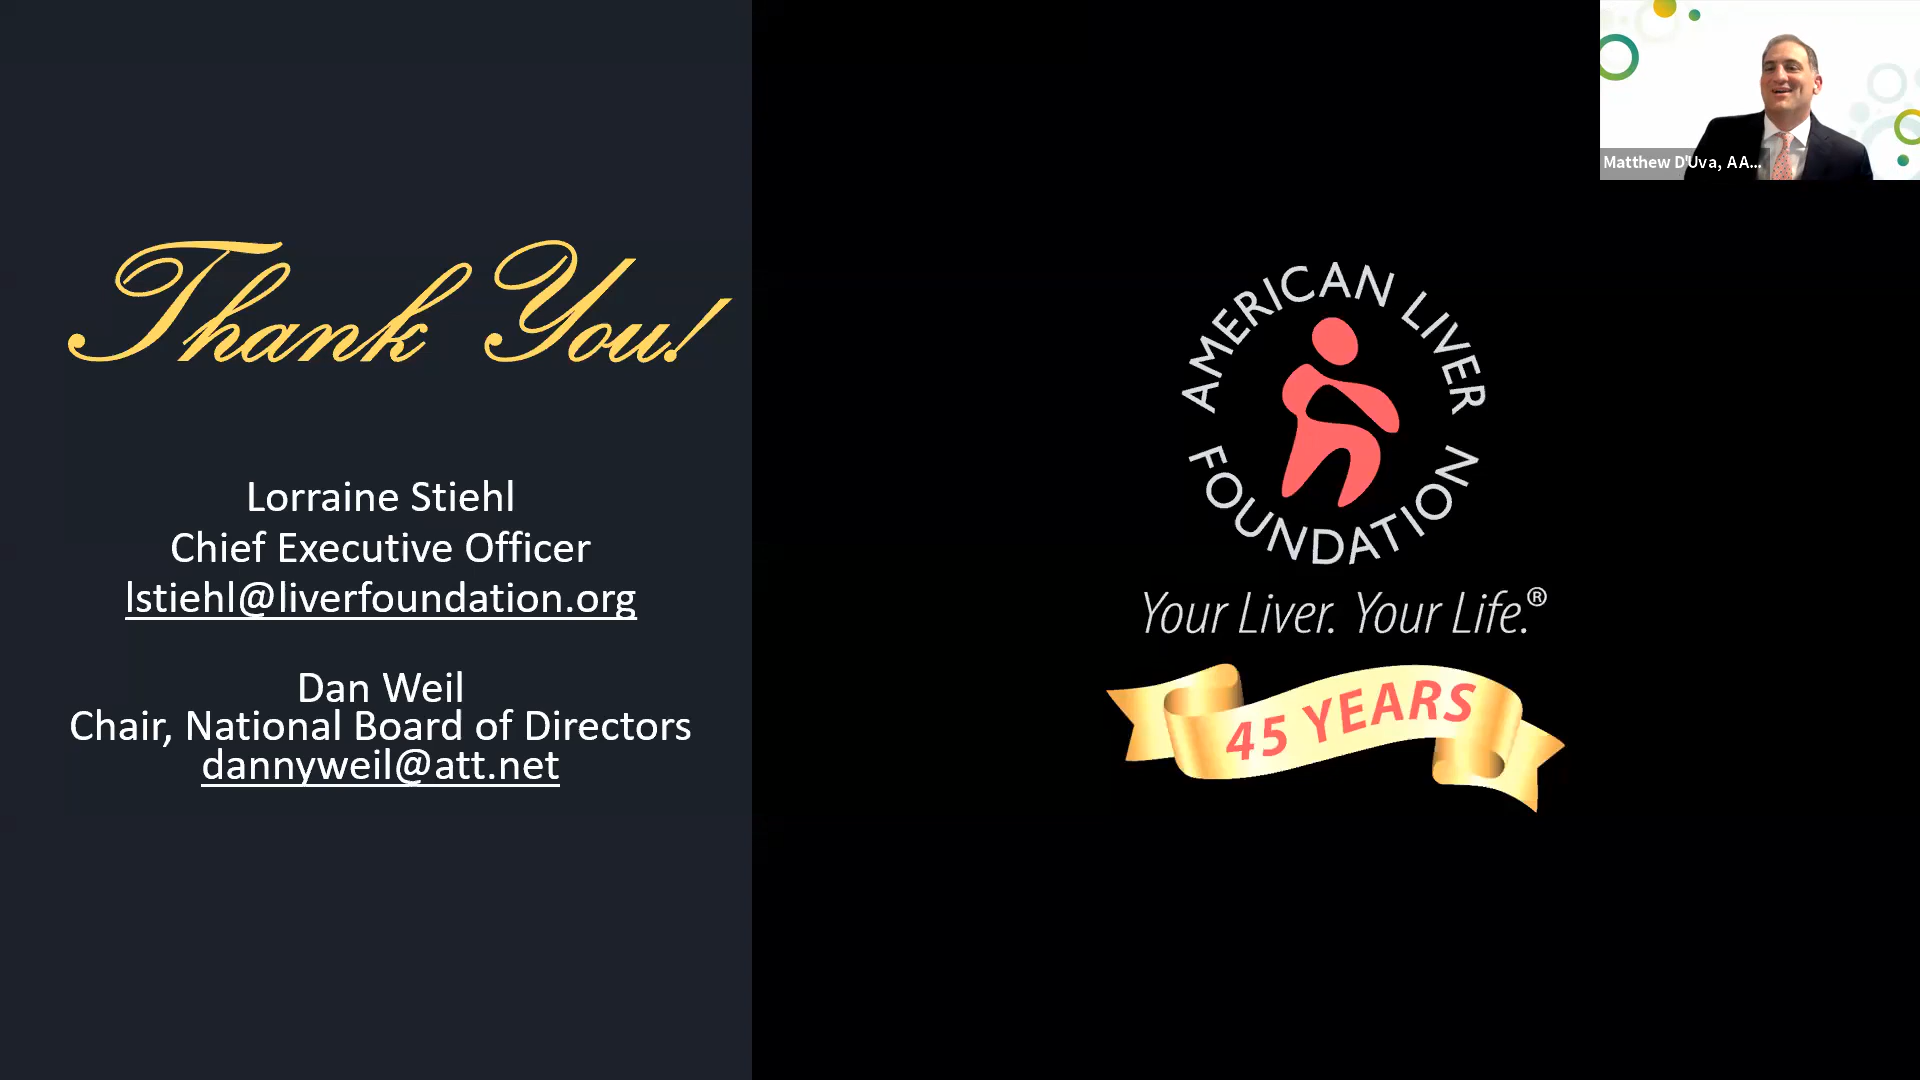 Thank You!
Lorraine Stiehl
Chief Executive Officer
lstiehl@liverfoundation.org
Dan Weil
Chair, National Board of Directors
dannyweil@att.net
AMERICAN LIVER
FOUNDATION
Your Liver. Your Life.®
45 YEARS
Matthew D'Uva, AA...